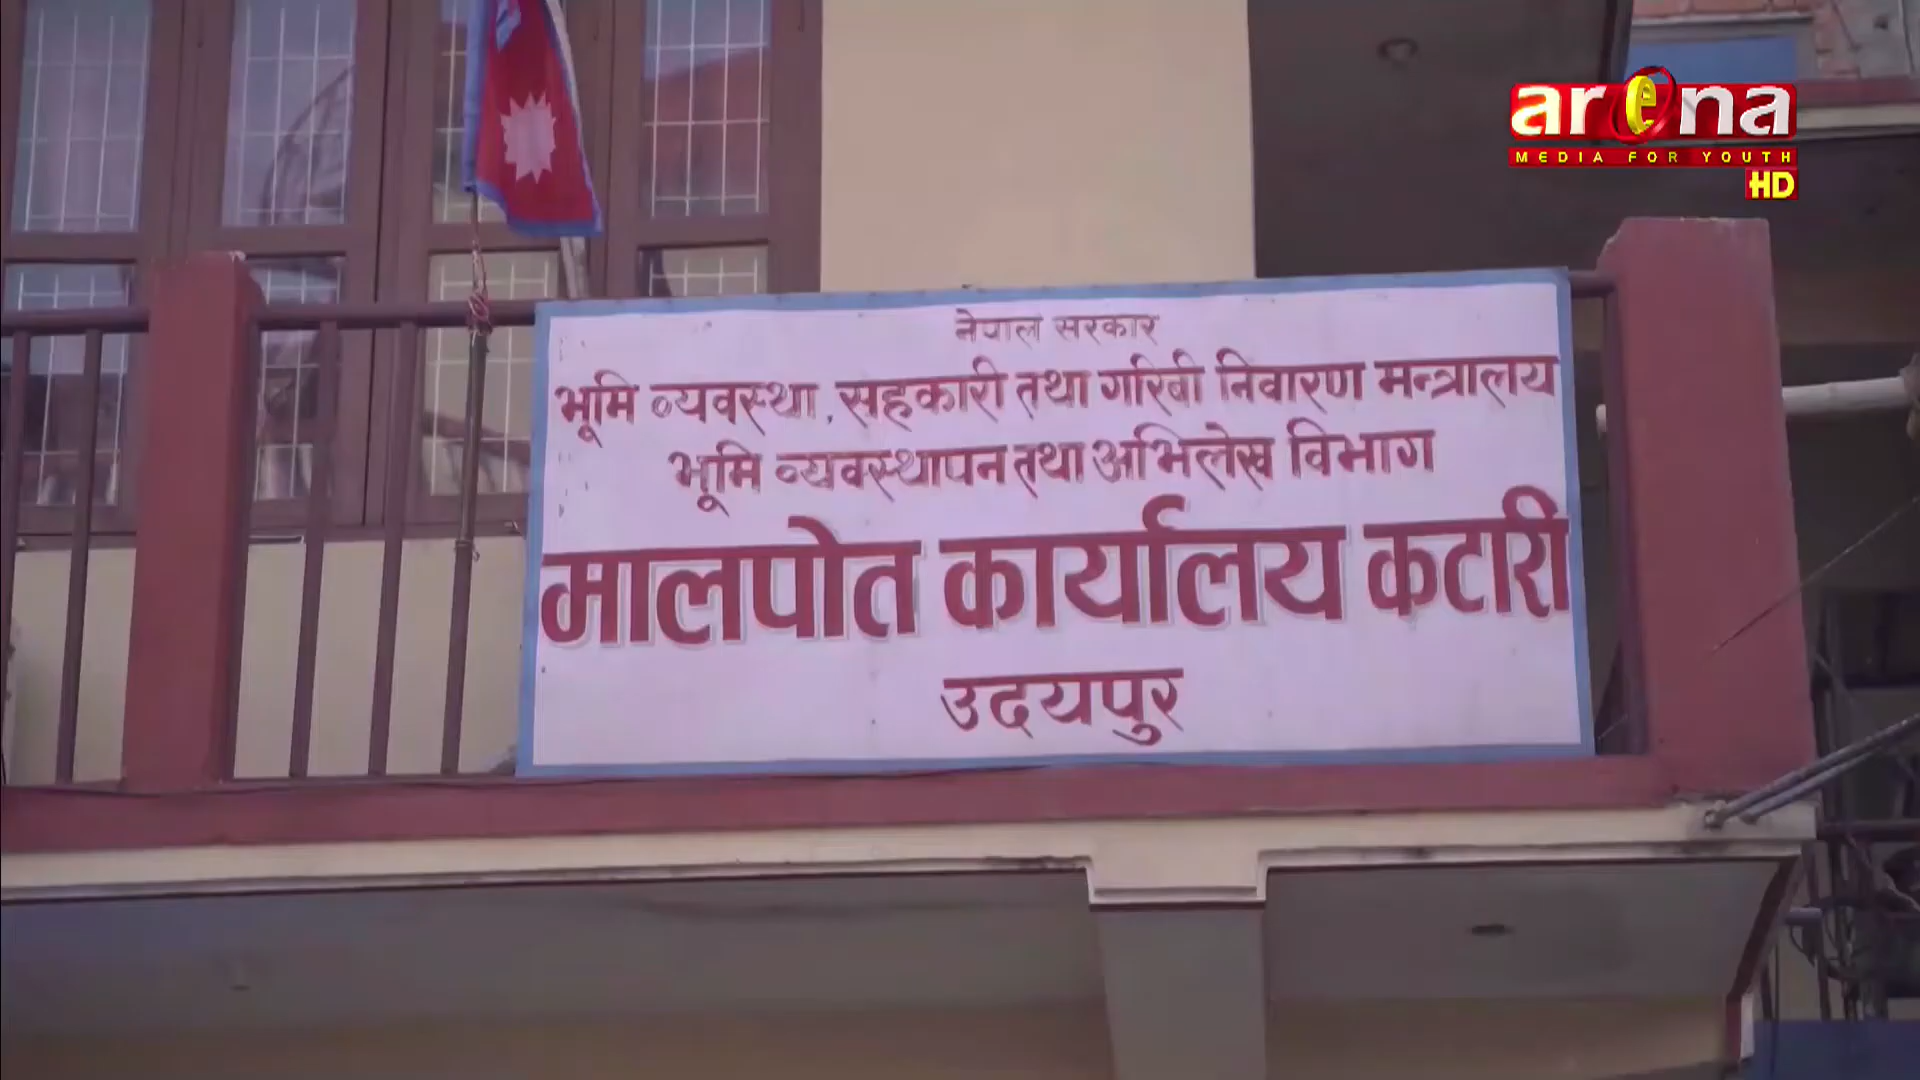 arena
MEDIA FOR YOUTH
HD
नेपाल सरकार
भूमि व्यवस्था, सहकारी तथा गरिबी निवारण मन्त्रालय
भूमि व्यवस्थापन तथा अभिलेख विभाग
मालपोत कार्यालय कटारी
उदयपुर